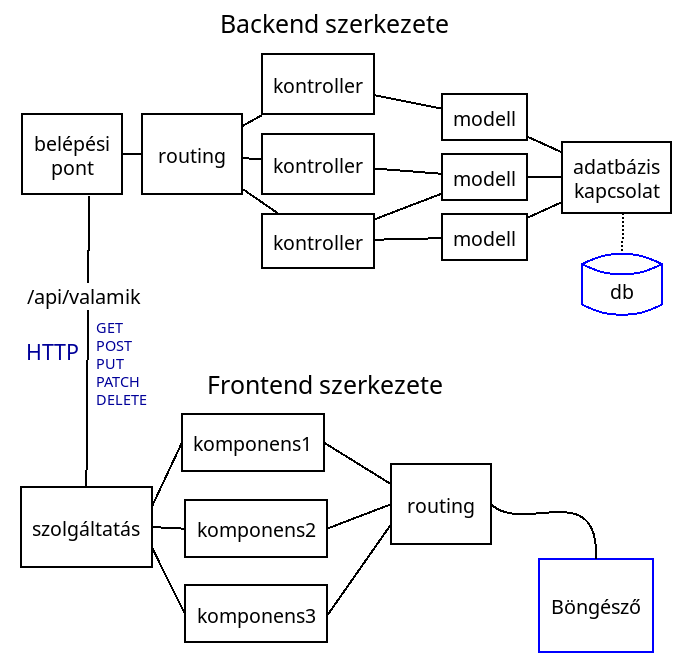 Backend szerkezete
kontroller
modell
belépési
pont
routing
kontroller
modell
adatbázis
kapcsolat
kontroller
modell
db
/api/valamik
HTTP
GET
POST
PUT
PATCH
DELETE
Frontend szerkezete
komponens1
routing
szolgáltatás
komponens2
komponens3
Böngésző